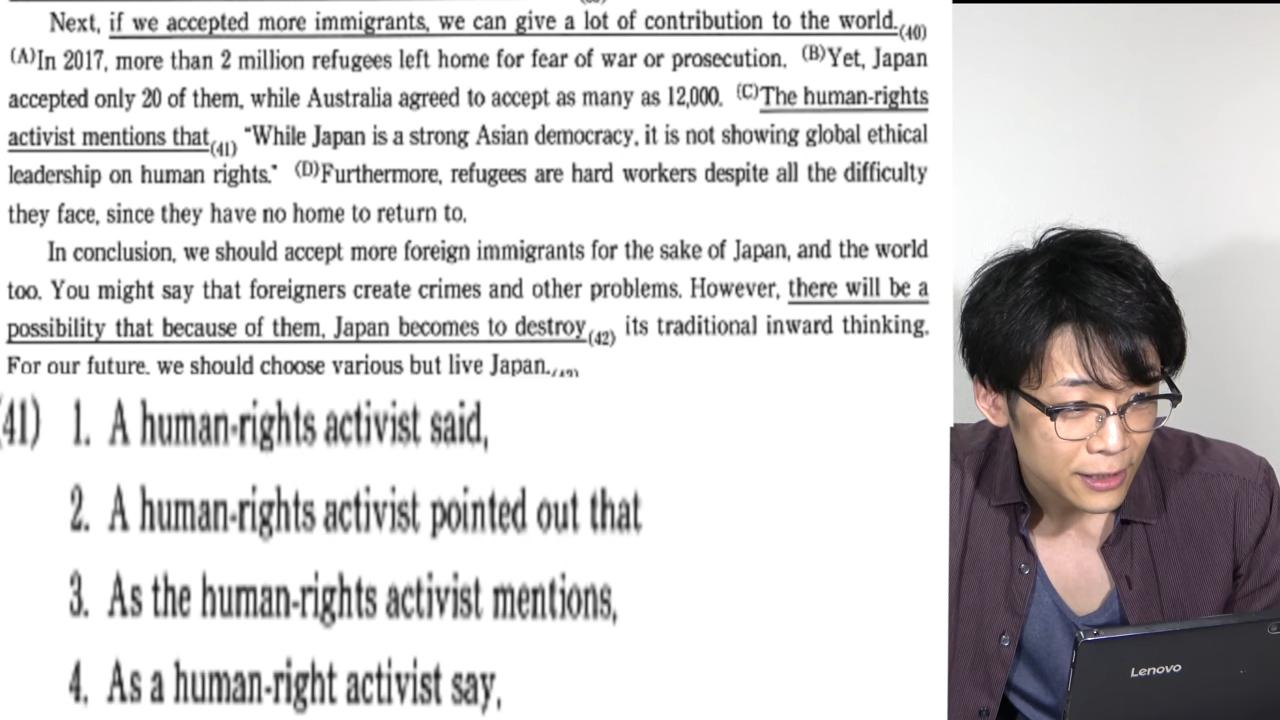 Next, if we accepted more immigrants, we can give a lot of contribution to the world.(40)
(A)In 2017, more than 2 million refugees left home for fear of war or prosecution. (B)Yet, Japan
accepted only 20 of them, while Australia agreed to accept as many as 12,000. (C)The human-rights
activist mentions that(41) "While Japan is a strong Asian democracy, it is not showing global ethical
leadership on human rights." (D)Furthermore, refugees are hard workers despite all the difficulty
they face, since they have no home to return to.
In conclusion, we should accept more foreign immigrants for the sake of Japan, and the world
too. You might say that foreigners create crimes and other problems. However, there will be a
possibility that because of them, Japan becomes to destroy(42) its traditional inward thinking.
For our future, we should choose various but live Japan.
(41) 1. A human-rights activist said,
2. A human-rights activist pointed out that
3. As the human-rights activist mentions,
4. As a human-right activist say,
Lenovo